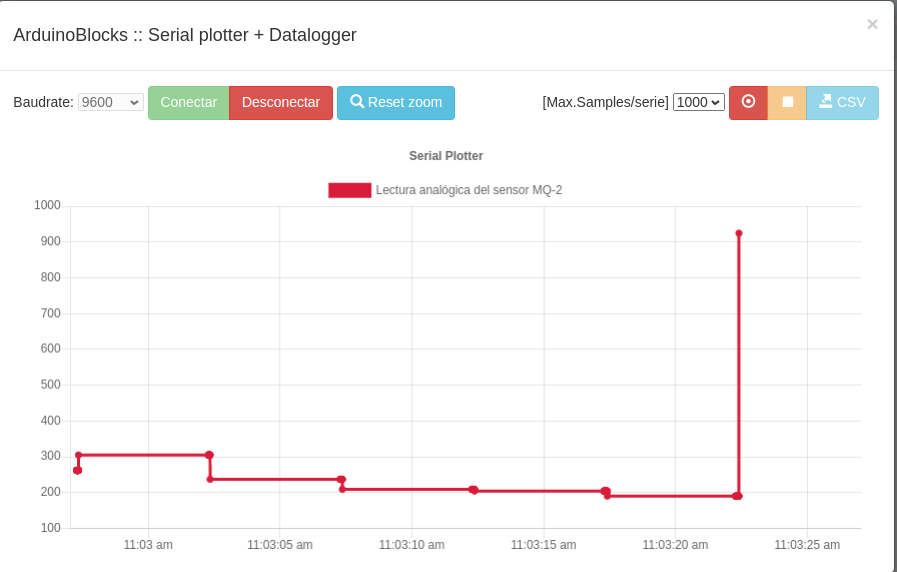 ArduinoBlocks :: Serial plotter + Datalogger
×
Baudrate: 9600 Conectar Desconectar Reset zoom [Max.Samples/serie] 1000 CSV
Serial Plotter
Lectura analógica del sensor MQ-2
1000
900
800
700
600
500
400
300
200
100
11:03 am 11:03:05 am 11:03:10 am 11:03:15 am 11:03:20 am 11:03:25 am